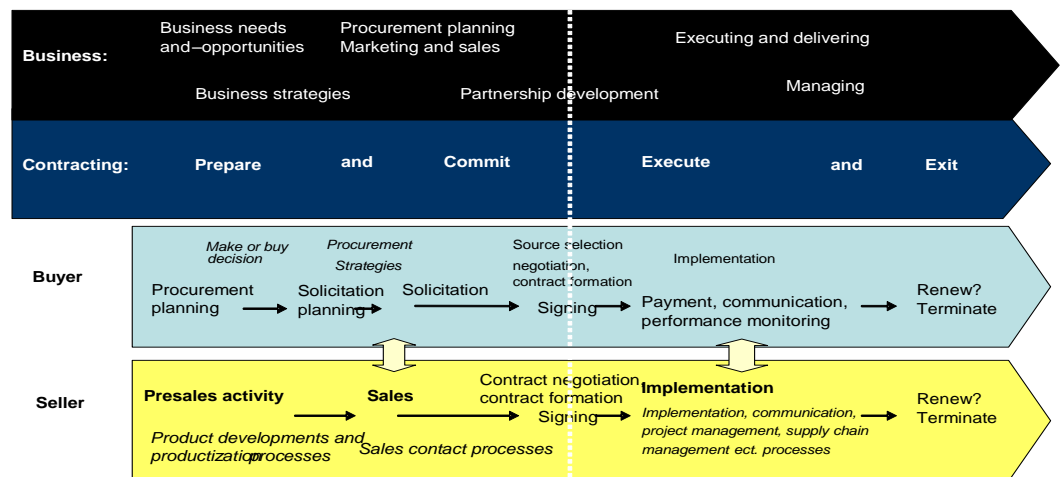 Business needs
and–opportunities
Procurement planning
Marketing and sales
Executing and delivering
Business:
Managing
Business strategies
Partnership development
Contracting:
Prepare
and
Commit
Execute
and
Exit
Buyer
Make or buy
decision
Procurement
Strategies
Source selection
negotiation,
contract formation
Implementation
Procurement
planning
Solicitation
planning
Solicitation
Signing
Payment, communication,
performance monitoring
Renew?
Terminate
Seller
Presales activity
Sales
Contract negotiation
contract formation
Signing
Implementation
Implementation, communication,
project management, supply chain
management ect. processes
Renew?
Terminate
Product developments and
productization processes
Sales contact processes